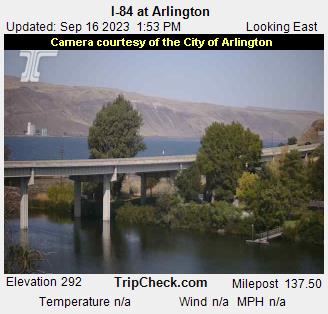 I-84 at Arlington
Updated: Sep 16 2023 1:53 PM Looking East
Camera courtesy of the City of Arlington
Elevation 292 TripCheck.com Milepost 137.50
Temperature n/a Wind n/a MPH n/a